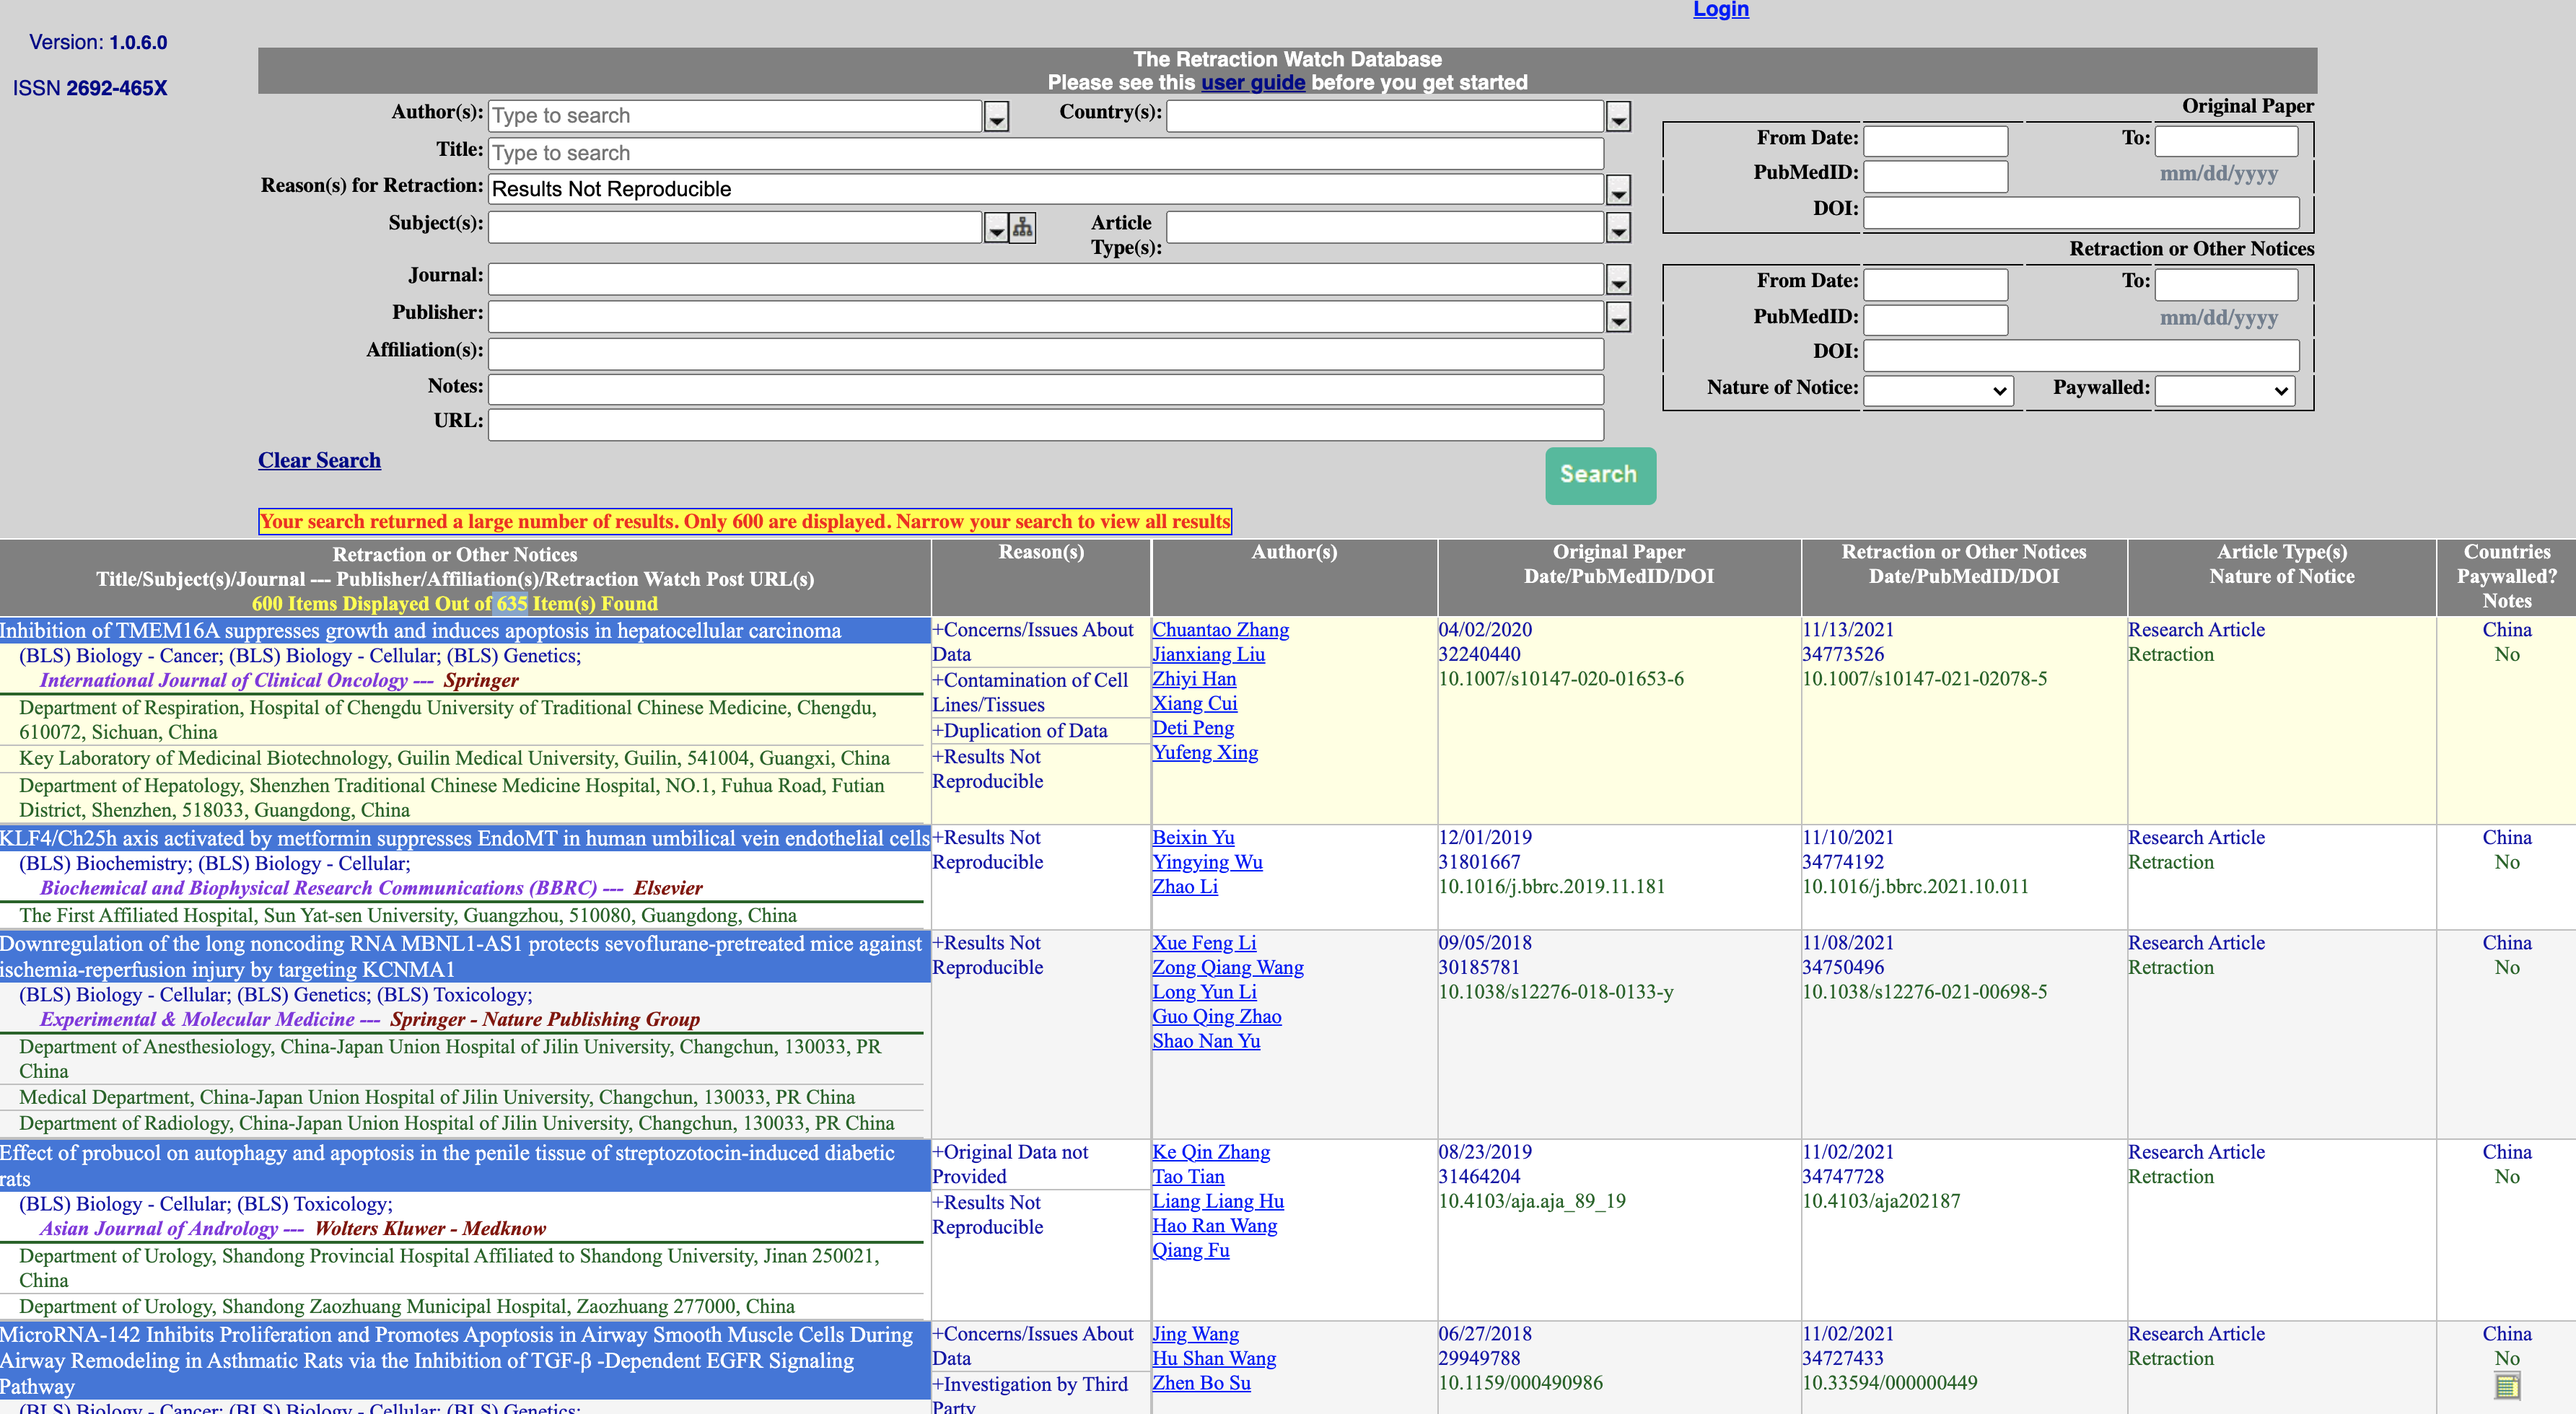 Login
Version: 1.0.6.0
ISSN 2692-465X
The Retraction Watch Database
Please see this user guide before you get started
Author(s): Type to search
Country(s):
Title: Type to search
Reason(s) for Retraction: Results Not Reproducible
Subject(s):
Article
Type(s):
Journal:
Publisher:
Affiliation(s):
Notes:
URL:
Original Paper
From Date: To:
PubMedID: mm/dd/yyyy
DOI:
Retraction or Other Notices
From Date: To:
PubMedID: mm/dd/yyyy
DOI:
Nature of Notice: Paywalled:
Clear Search
Search
Your search returned a large number of results. Only 600 are displayed. Narrow your search to view all results
Retraction or Other Notices
Title/Subject(s)/Journal --- Publisher/Affiliation(s)/Retraction Watch Post URL(s)
600 Items Displayed Out of 635 Item(s) Found
Reason(s)
Author(s)
Original Paper
Date/PubMedID/DOI
Retraction or Other Notices
Date/PubMedID/DOI
Article Type(s)
Nature of Notice
Countries
Paywalled?
Notes
Inhibition of TMEM16A suppresses growth and induces apoptosis in hepatocellular carcinoma
(BLS) Biology - Cancer; (BLS) Biology - Cellular; (BLS) Genetics;
International Journal of Clinical Oncology --- Springer
Department of Respiration, Hospital of Chengdu University of Traditional Chinese Medicine, Chengdu,
610072, Sichuan, China
Key Laboratory of Medicinal Biotechnology, Guilin Medical University, Guilin, 541004, Guangxi, China
Department of Hepatology, Shenzhen Traditional Chinese Medicine Hospital, NO.1, Fuhua Road, Futian
District, Shenzhen, 518033, Guangdong, China
+Concerns/Issues About
Data
+Contamination of Cell
Lines/Tissues
+Duplication of Data
+Results Not
Reproducible
Chuantao Zhang
Jianxiang Liu
Zhiyi Han
Xiang Cui
Deti Peng
Yufeng Xing
04/02/2020
32240440
10.1007/s10147-020-01653-6
11/13/2021
34773526
10.1007/s10147-021-02078-5
Research Article
Retraction
China
No
KLF4/Ch25h axis activated by metformin suppresses EndoMT in human umbilical vein endothelial cells
(BLS) Biochemistry; (BLS) Biology - Cellular;
Biochemical and Biophysical Research Communications (BBRC) --- Elsevier
The First Affiliated Hospital, Sun Yat-sen University, Guangzhou, 510080, Guangdong, China
+Results Not
Reproducible
Beixin Yu
Yingying Wu
Zhao Li
12/01/2019
31801667
10.1016/j.bbrc.2019.11.181
11/10/2021
34774192
10.1016/j.bbrc.2021.10.011
Research Article
Retraction
China
No
Downregulation of the long noncoding RNA MBNL1-AS1 protects sevoflurane-pretreated mice against
ischemia-reperfusion injury by targeting KCNMA1
(BLS) Biology - Cellular; (BLS) Genetics; (BLS) Toxicology;
Experimental & Molecular Medicine --- Springer - Nature Publishing Group
Department of Anesthesiology, China-Japan Union Hospital of Jilin University, Changchun, 130033, PR
China
Medical Department, China-Japan Union Hospital of Jilin University, Changchun, 130033, PR China
Department of Radiology, China-Japan Union Hospital of Jilin University, Changchun, 130033, PR China
+Results Not
Reproducible
Xue Feng Li
Zong Qiang Wang
Long Yun Li
Guo Qing Zhao
Shao Nan Yu
09/05/2018
30185781
10.1038/s12276-018-0133-y
11/08/2021
34750496
10.1038/s12276-021-00698-5
Research Article
Retraction
China
No
Effect of probucol on autophagy and apoptosis in the penile tissue of streptozotocin-induced diabetic
rats
(BLS) Biology - Cellular; (BLS) Toxicology;
Asian Journal of Andrology --- Wolters Kluwer - Medknow
Department of Urology, Shandong Provincial Hospital Affiliated to Shandong University, Jinan 250021,
China
Department of Urology, Shandong Zaozhuang Municipal Hospital, Zaozhuang 277000, China
+Original Data not
Provided
+Results Not
Reproducible
Ke Qin Zhang
Tao Tian
Liang Liang Hu
Hao Ran Wang
Qiang Fu
08/23/2019
31464204
10.4103/aja.aja_89_19
11/02/2021
34747728
10.4103/aja202187
Research Article
Retraction
China
No
MicroRNA-142 Inhibits Proliferation and Promotes Apoptosis in Airway Smooth Muscle Cells During
Airway Remodeling in Asthmatic Rats via the Inhibition of TGF-β -Dependent EGFR Signaling
Pathway
(BLS) Biology - Cancer; (BLS) Biology - Cellular; (BLS) Genetics;
+Concerns/Issues About
Data
+Investigation by Third
Party
Jing Wang
Hu Shan Wang
Zhen Bo Su
06/27/2018
29949788
10.1159/000490986
11/02/2021
34727433
10.33594/000000449
Research Article
Retraction
China
No